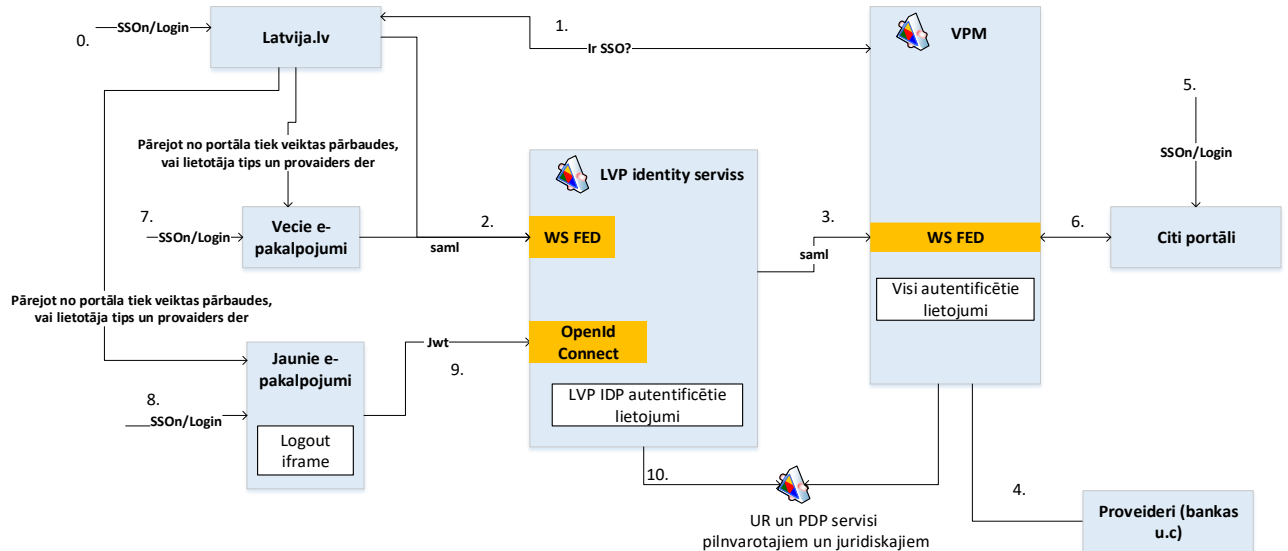 0.
SSOn/Login
Latvija.lv
1.
Ir SSO?
VPM
5.
SSOn/Login
Pārejot no portāla tiek veiktas pārbaudes,
vai lietotāja tips un provaiders der
LVP identity serviss
7.
SSOn/Login
Vecie e-
pakalpojumi
2.
saml
WS FED
3.
saml
WS FED
6.
Citi portāli
Visi autentificētie
lietojumi
Pārejot no portāla tiek veiktas pārbaudes,
vai lietotāja tips un provaiders der
Jaunie e-
pakalpojumi
Jwt
9.
OpenId
Connect
8.
SSOn/Login
Logout
iframe
LVP IDP autentificētie
lietojumi
10.
4.
UR un PDP servisi
pilnvarotajiem un juridiskajiem
Proveideri (bankas
u.c)